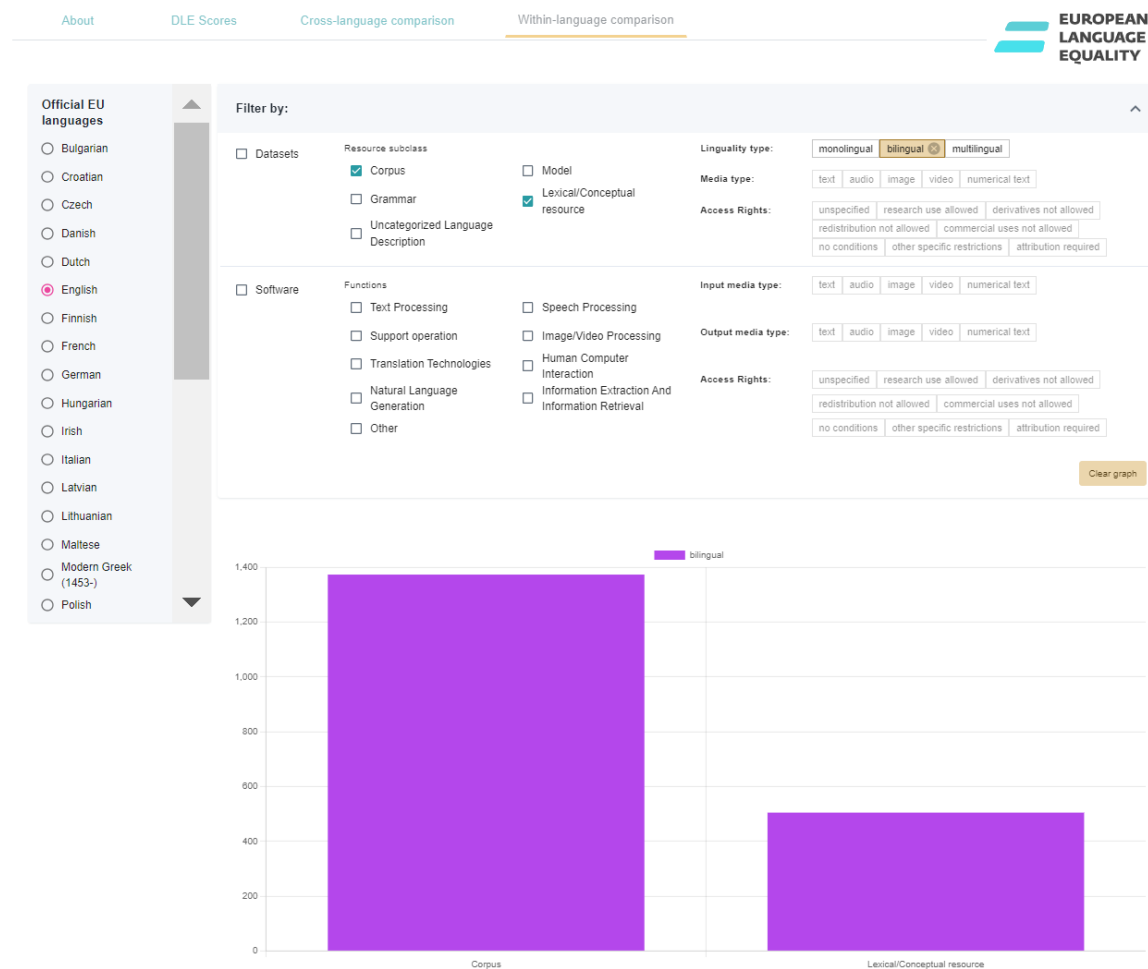 About
DLE Scores
Cross-language comparison
Within-language comparison
EUROPEAN
LANGUAGE
EQUALITY
Official EU
languages
Bulgarian
Croatian
Czech
Danish
Dutch
English
Finnish
French
German
Hungarian
Irish
Italian
Latvian
Lithuanian
Maltese
Modern Greek
(1453-)
Polish
Filter by:
Datasets
Resource subclass
Corpus
Model
Grammar
Lexical/Conceptual
resource
Uncategorized Language
Description
Linguality type:
monolingual bilingual multilingual
Media type:
text audio image video numerical text
Access Rights:
unspecified research use allowed derivatives not allowed
redistribution not allowed commercial uses not allowed
no conditions other specific restrictions attribution required
Software
Functions
Text Processing
Speech Processing
Support operation
Image/Video Processing
Translation Technologies
Human Computer
Interaction
Natural Language
Generation
Information Extraction And
Information Retrieval
Other
Input media type:
text audio image video numerical text
Output media type:
text audio image video numerical text
Access Rights:
unspecified research use allowed derivatives not allowed
redistribution not allowed commercial uses not allowed
no conditions other specific restrictions attribution required
Clear graph
bilingual
1,400
1,200
1,000
800
600
400
200
0
Corpus
Lexical/Conceptual resource